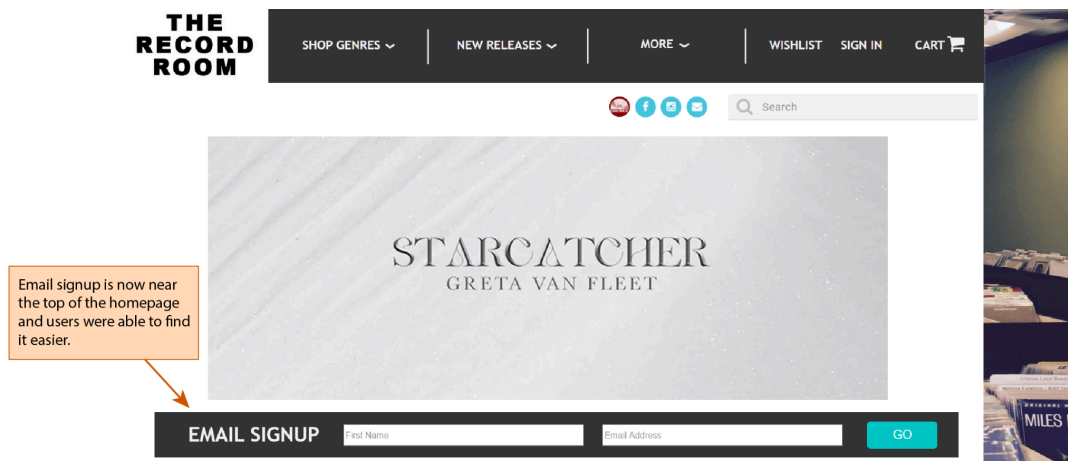 THE
RECORD
ROOM
SHOP GENRES
NEW RELEASES
MORE
WISHLIST SIGN IN CART
Search
STARCATCHER
GRETA VAN FLEET
Email signup is now near
the top of the homepage
and users were able to find
it easier.
EMAIL SIGNUP
First Name
Email Address
GO
MILES